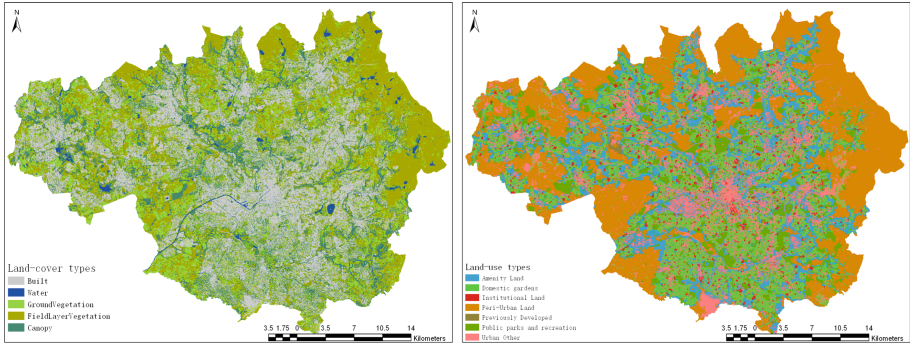 N
Land-cover types
Built
Water
GroundVegetation
FieldLayerVegetation
Canopy
3.5 1.75 0 3.5 7 10.5 14
Kilometers
N
Land-use types
Amenity Land
Domestic gardens
Institutional Land
Peri-Urban Land
Previously Developed
Public parks and recreation
Urban Other
3.5 1.75 0 3.5 7 10.5 14
Kilometers